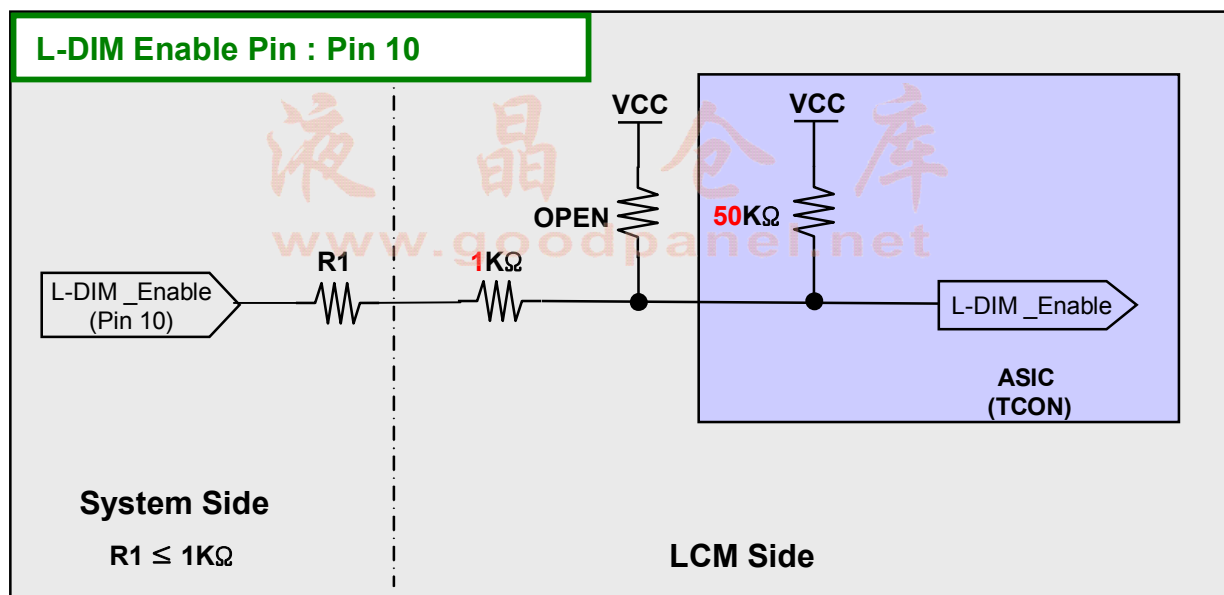 L-DIM Enable Pin : Pin 10
VCC
VCC
液晶仓库
OPEN
50KΩ
www.goodpanel.net
R1
1KΩ
L-DIM _Enable
(Pin 10)
L-DIM _Enable
ASIC
(TCON)
System Side
R1 ≤ 1KΩ
LCM Side